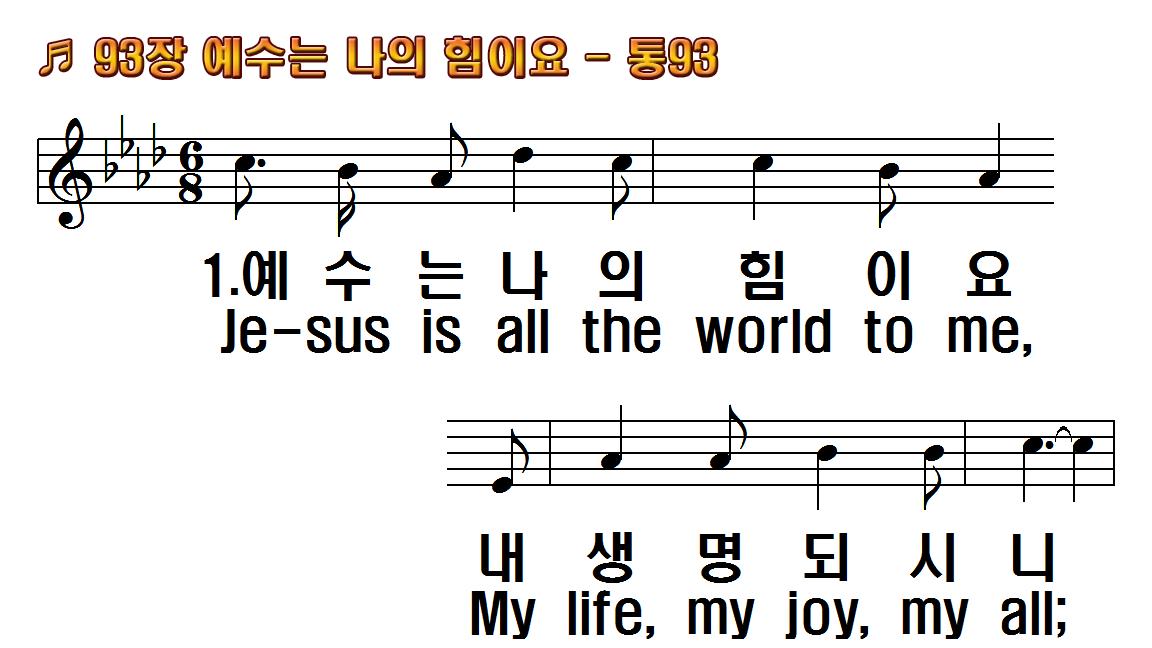 93장 예수는 나의 힘이요 - 통93
6
8
1.예 수 는 나 의 힘 이 요
Je-sus is all the world to me,
내 생 명 되 시 니
My life, my joy, my all;